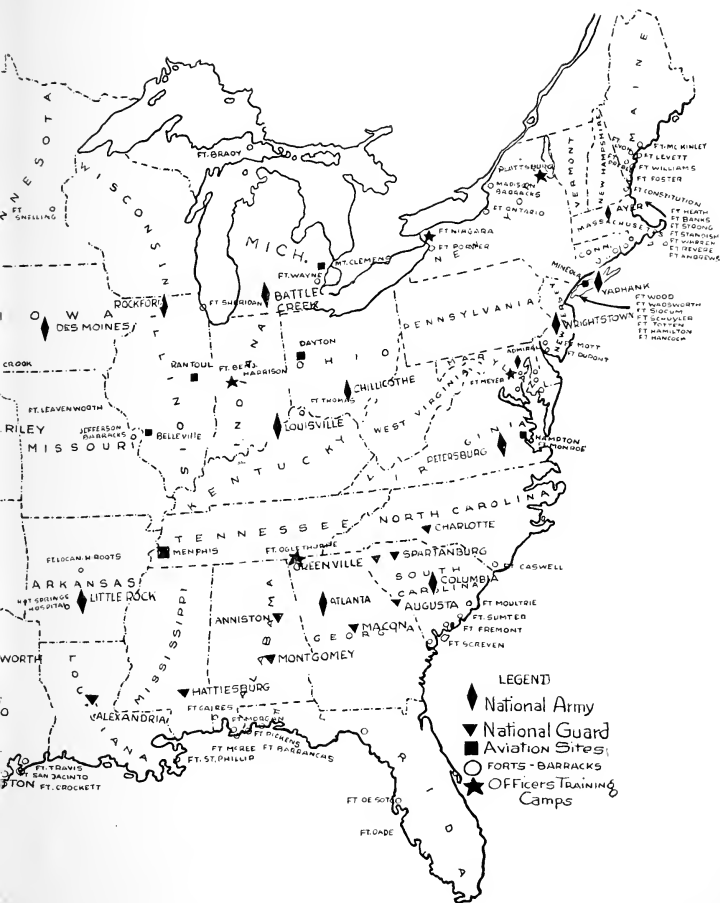 MAINE
NNESOTA
WISCONSIN
FT. BRADY
FT SNELLING
MICH.
PLATTSBURG
MADISON BARRACKS
FT ONTARIO
VERMONT
NEW HAMPSHIRE
FT. MC KINLEY
FT LEVETT
FT WILLIAMS
FT FOSTER
FT CONSTITUTION
AYER
MASSACHUSETTS
CONN
FT HEATH
FT BANKS
FT STRONG
FT STANDISH
FT WARREN
FT REVERE
FT ANDREWS
FT NIAGARA
FT PORTER
N E
MT. CLEMENS
FT. WAYNE
BATTLE CREEK
ROCKFORD
FT SHERIDAN
MINEOLA
YAPHANK
WRIGHTSTOWN
FT WOOD
FT WADSWORTH
FT SLOCUM
FT SCHUYLER
FT TOTTEN
FT HAMILTON
FT HANCOCK
FT MOTT
FT DUPONT
OWA
DES MOINES
CROOK
PENNSYLVANIA
DAYTON
OHIO
CHILLICOTHE
FT THOMAS
RANTOUL
FT. BENJ. HARRISON
ADMIRAL
FT MEYER
WEST VIRGINIA
FT. LEAVENWORTH
RILEY
JEFFERSON BARRACKS
MISSOURI
BELLEVILLE
LOUISVILLE
KENTUCKY
VIRGINIA
PETERSBURG
HAMPTON
FT. MONROE
TENNESSEE
MEMPHIS
NORTH CAROLINA
CHARLOTTE
FT. OGLETHORPE
GREENVILLE
SPARTANBURG
FT CASWELL
SOUTH CAROLINA
COLUMBIA
FT LOGAN H ROOTS
ARKANSAS
HOT SPRINGS HOSPITAL
LITTLE ROCK
ATLANTA
AUGUSTA
FT MOULTRIE
FT. SUMTER
FT FREMONT
FT SCREVEN
ANNISTON
GEORGIA
MACON
MISSISSIPPI
ALABAMA
MONTGOMEY
WORTH
LOUISIANA
HATTIESBURG
ALEXANDRIA
FT GAINES
FT MORGAN
FT PICKENS
FT MCREE
FT BARRANCAS
FT. ST. PHILLIP
FT. TRAVIS
SAN JACINTO
STON
FT. CROCKETT
FLORIDA
FT DE SOTO
FT. DADE
LEGEND
National Army
National Guard
Aviation Sites
FORTS - BARRACKS
Officers Training
Camps